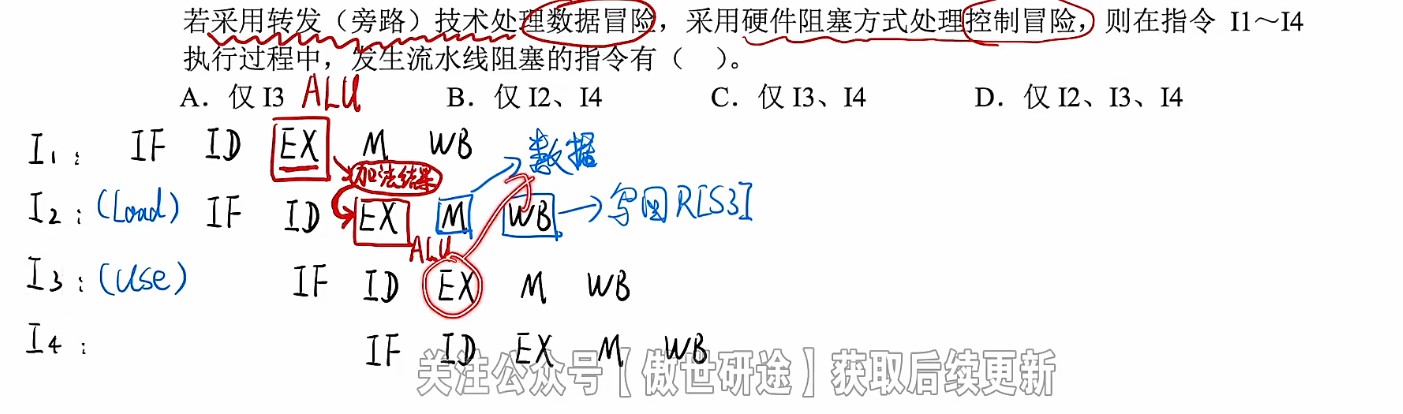 若采用转发（旁路）技术处理数据冒险，采用硬件阻塞方式处理控制冒险，则在指令 I1～I4
执行过程中，发生流水线阻塞的指令有（　）。
A．仅 I3 ALU B．仅 I2、I4 C．仅 I3、I4 D．仅 I2、I3、I4
I1： IF ID EX M WB 数据
加法结果
I2：(Load) IF ID EX M WB → 写回R[S3]
ALU
I3：(Use) IF ID EX M WB
I4： IF ID EX M WB
关注公众号【傲世研途】获取后续更新